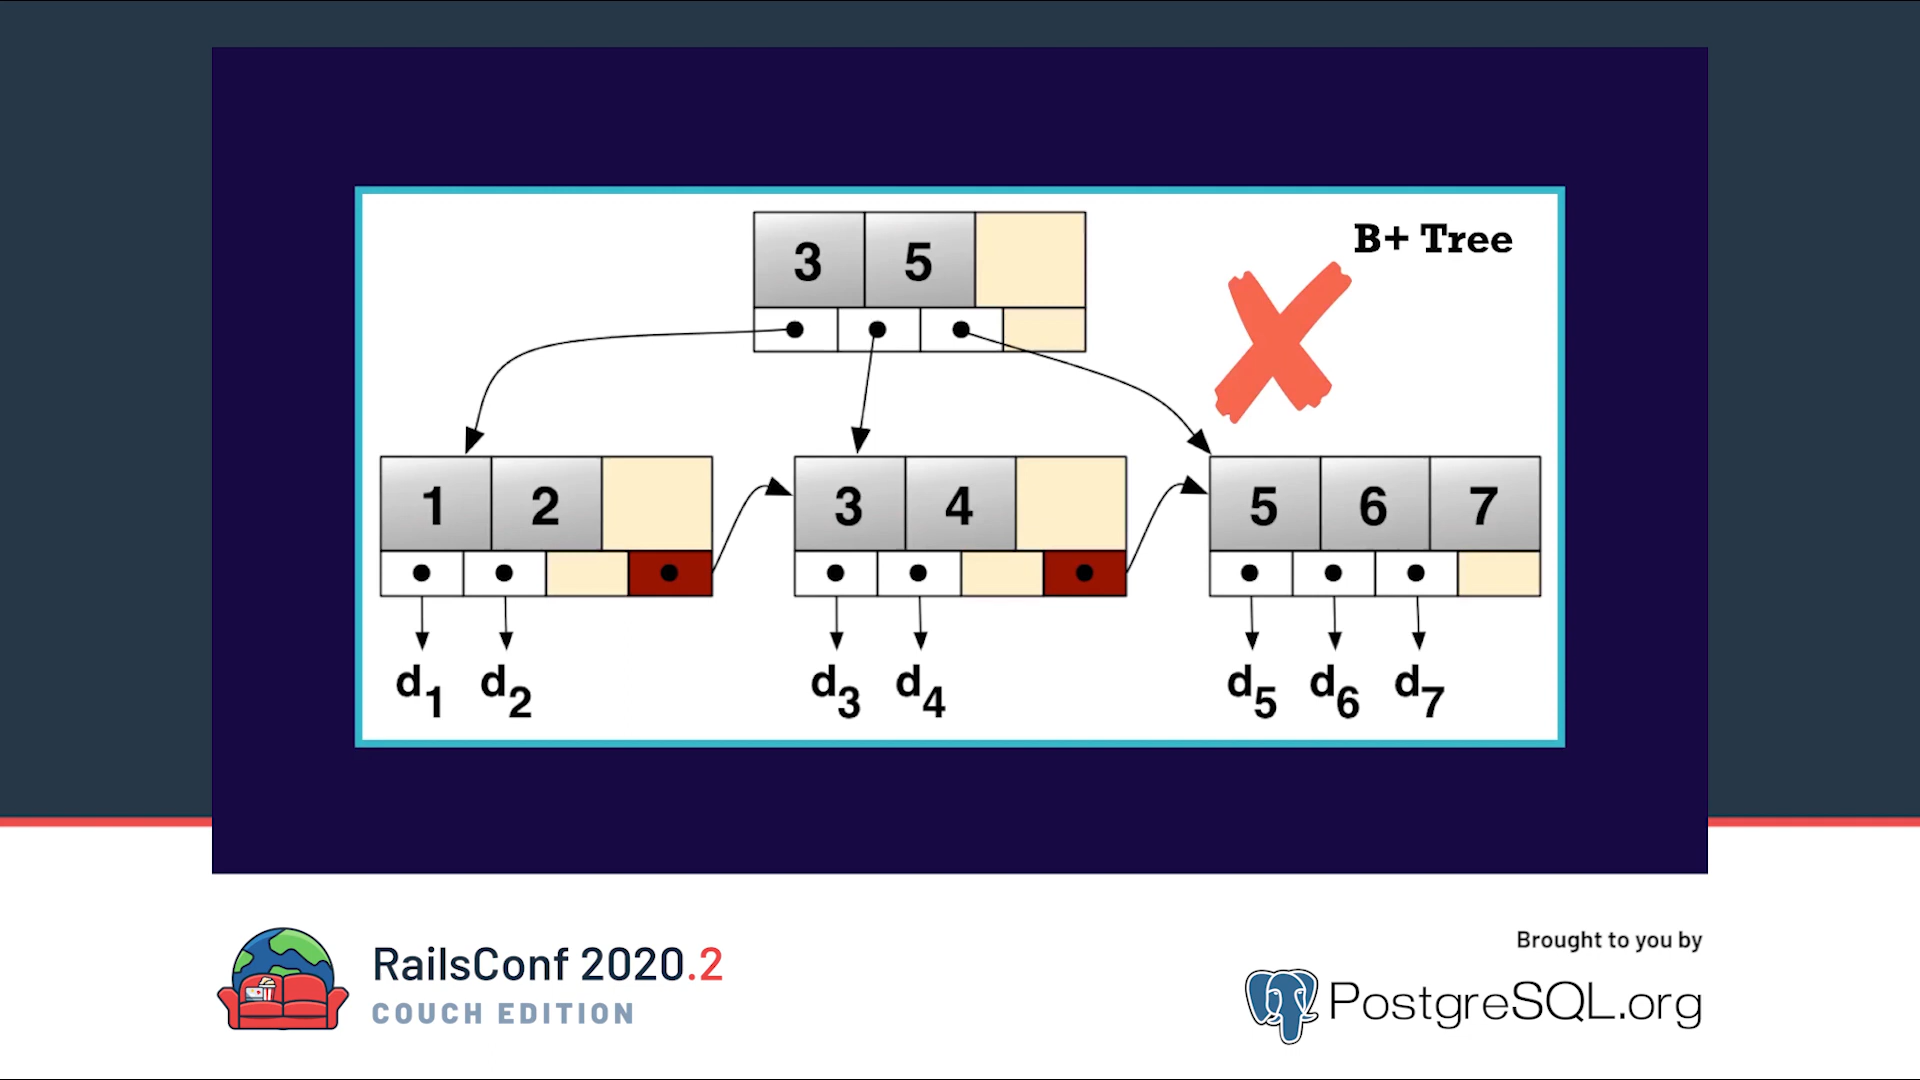 B+ Tree
3 5
1 2
3 4
5 6 7
d1 d2
d3 d4
d5 d6 d7
RailsConf 2020.2
COUCH EDITION
Brought to you by
PostgreSQL.org